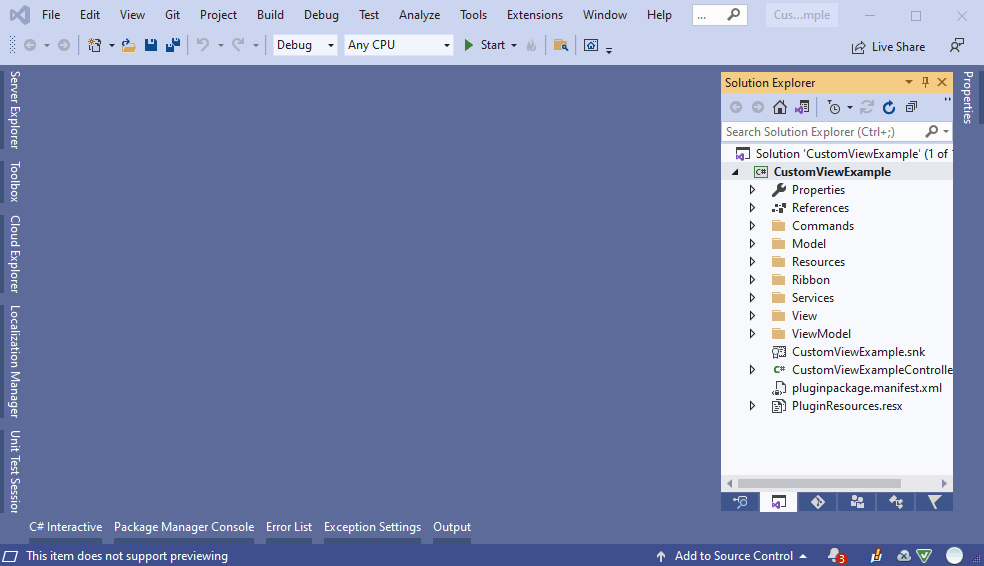 File Edit View Git Project Build Debug Test Analyze Tools Extensions Window Help ... Cus...mple
Debug Any CPU Start Live Share
Server Explorer
Toolbox
Cloud Explorer
Localization Manager
Unit Test Session
Solution Explorer
Search Solution Explorer (Ctrl+;)
Solution 'CustomViewExample' (1 of
C# CustomViewExample
Properties
References
Commands
Model
Resources
Ribbon
Services
View
ViewModel
CustomViewExample.snk
C# CustomViewExampleControlle
pluginpackage.manifest.xml
PluginResources.resx
Properties
C# Interactive Package Manager Console Error List Exception Settings Output
This item does not support previewing Add to Source Control 3